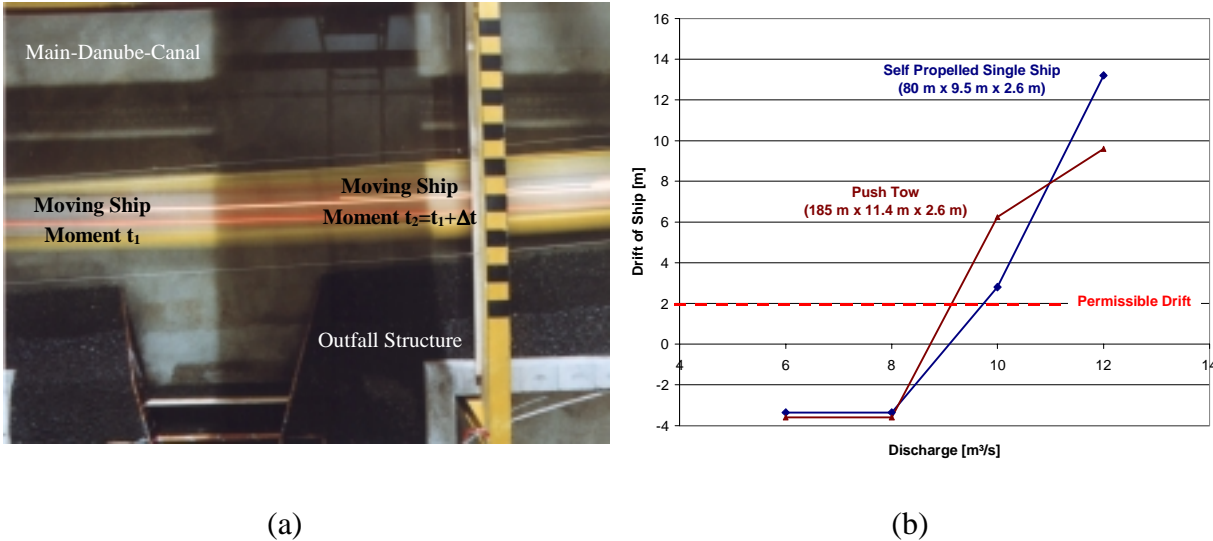 Main-Danube-Canal
Moving Ship
Moment t₁
Moving Ship
Moment t₂=t₁+Δt
Outfall Structure
(a)
16
14
12
10
8
6
4
2
0
-2
-4
4
6
8
10
12
14
Drift of Ship [m]
Discharge [m³/s]
Self Propelled Single Ship
(80 m x 9.5 m x 2.6 m)
Push Tow
(185 m x 11.4 m x 2.6 m)
Permissible Drift
(b)